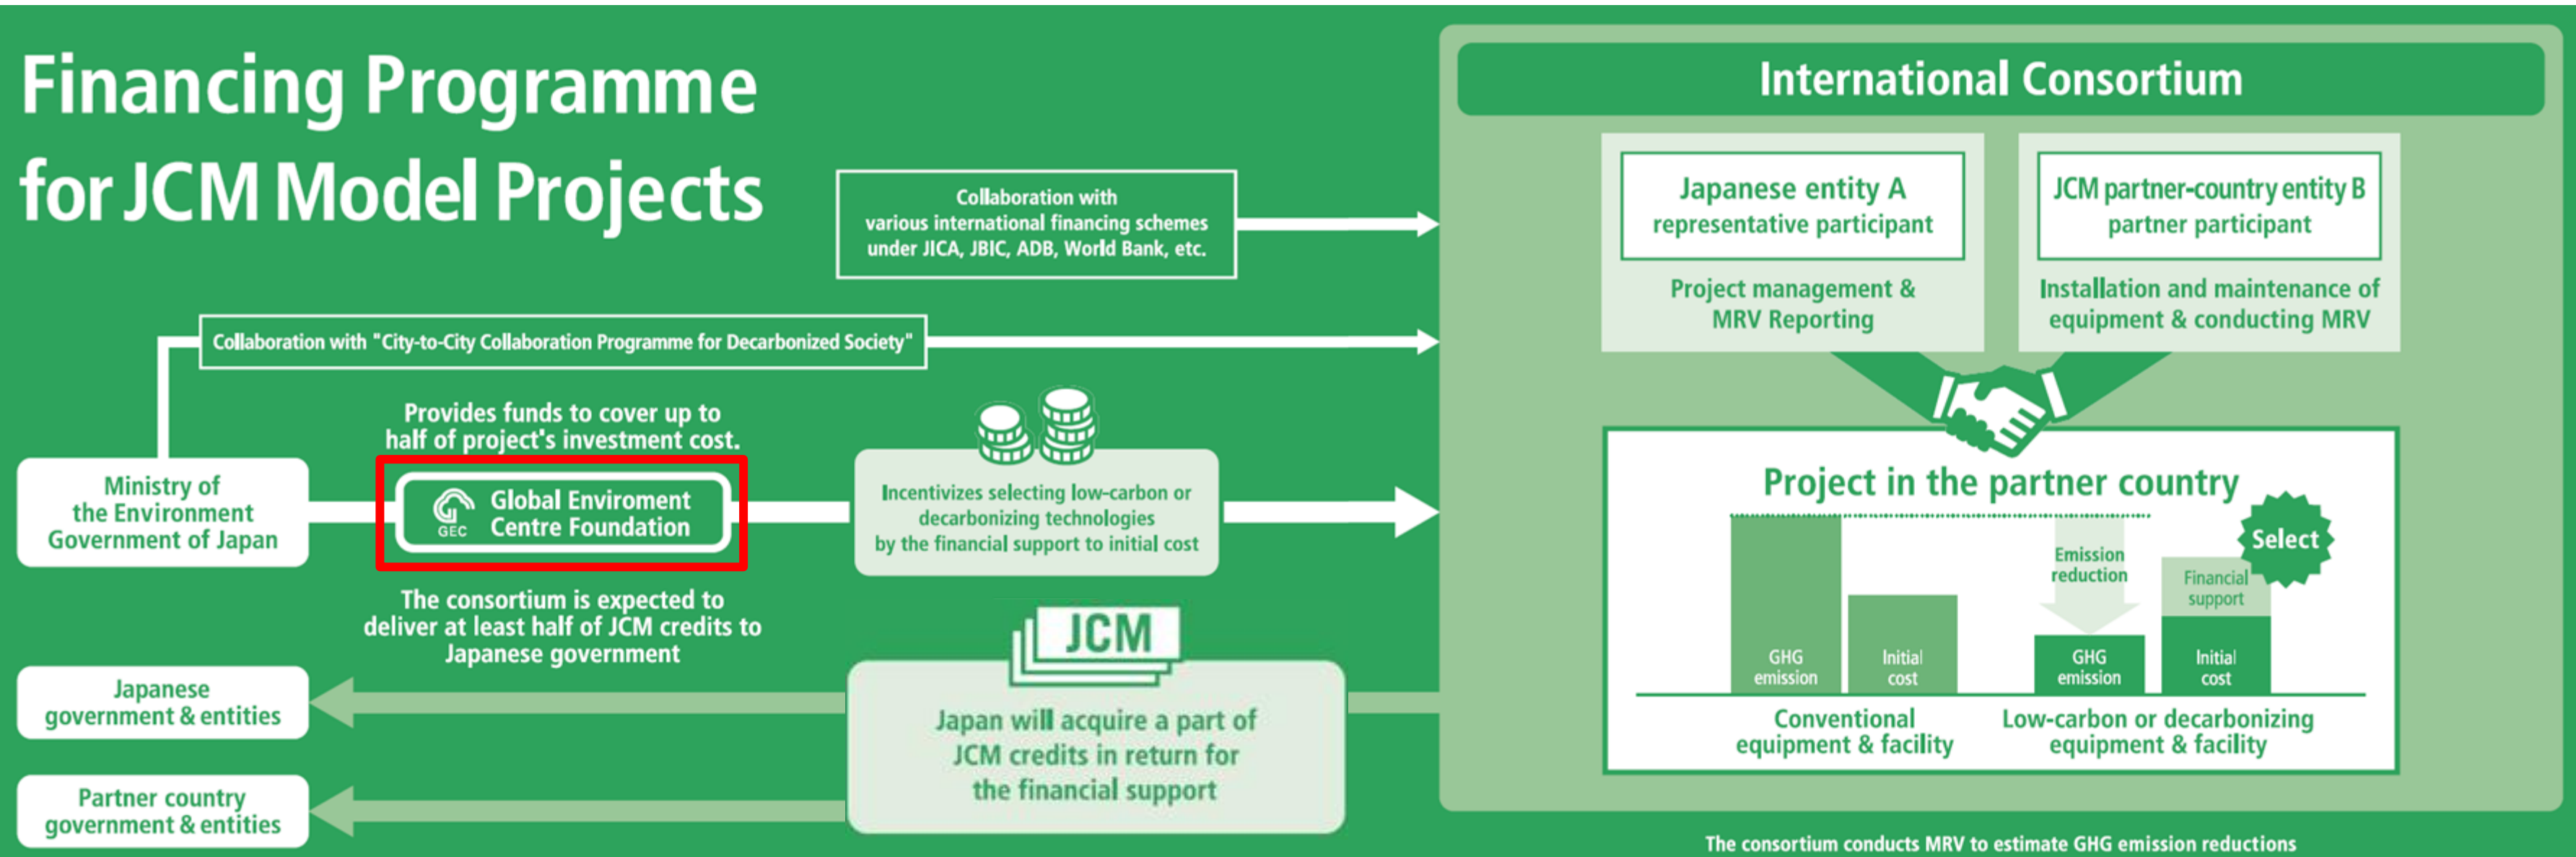 Financing Programme
for JCM Model Projects
Collaboration with
various international financing schemes
under JICA, JBIC, ADB, World Bank, etc.
Collaboration with "City-to-City Collaboration Programme for Decarbonized Society"
Provides funds to cover up to
half of project's investment cost.
Ministry of
the Environment
Government of Japan
GEC
Global Enviroment
Centre Foundation
Incentivizes selecting low-carbon or
decarbonizing technologies
by the financial support to initial cost
The consortium is expected to
deliver at least half of JCM credits to
Japanese government
Japanese
government & entities
Partner country
government & entities
JCM
Japan will acquire a part of
JCM credits in return for
the financial support
International Consortium
Japanese entity A
representative participant
Project management &
MRV Reporting
JCM partner-country entity B
partner participant
Installation and maintenance of
equipment & conducting MRV
Project in the partner country
Select
Emission
reduction
Financial
support
GHG
emission
Initial
cost
GHG
emission
Initial
cost
Conventional
equipment & facility
Low-carbon or decarbonizing
equipment & facility
The consortium conducts MRV to estimate GHG emission reductions